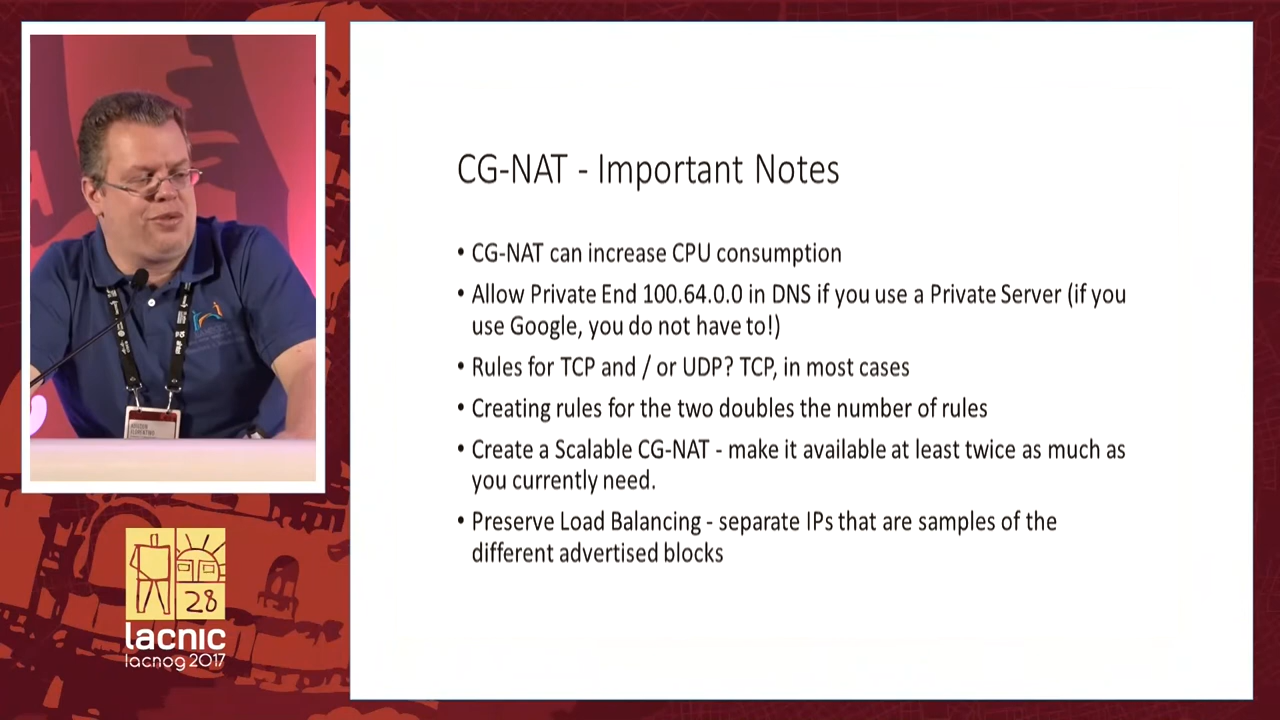 CG-NAT - Important Notes
• CG-NAT can increase CPU consumption
• Allow Private End 100.64.0.0 in DNS if you use a Private Server (if you
use Google, you do not have to!)
• Rules for TCP and / or UDP? TCP, in most cases
• Creating rules for the two doubles the number of rules
• Create a Scalable CG-NAT - make it available at least twice as much as
you currently need.
• Preserve Load Balancing - separate IPs that are samples of the
different advertised blocks
28
lacnic
lacnog 2017